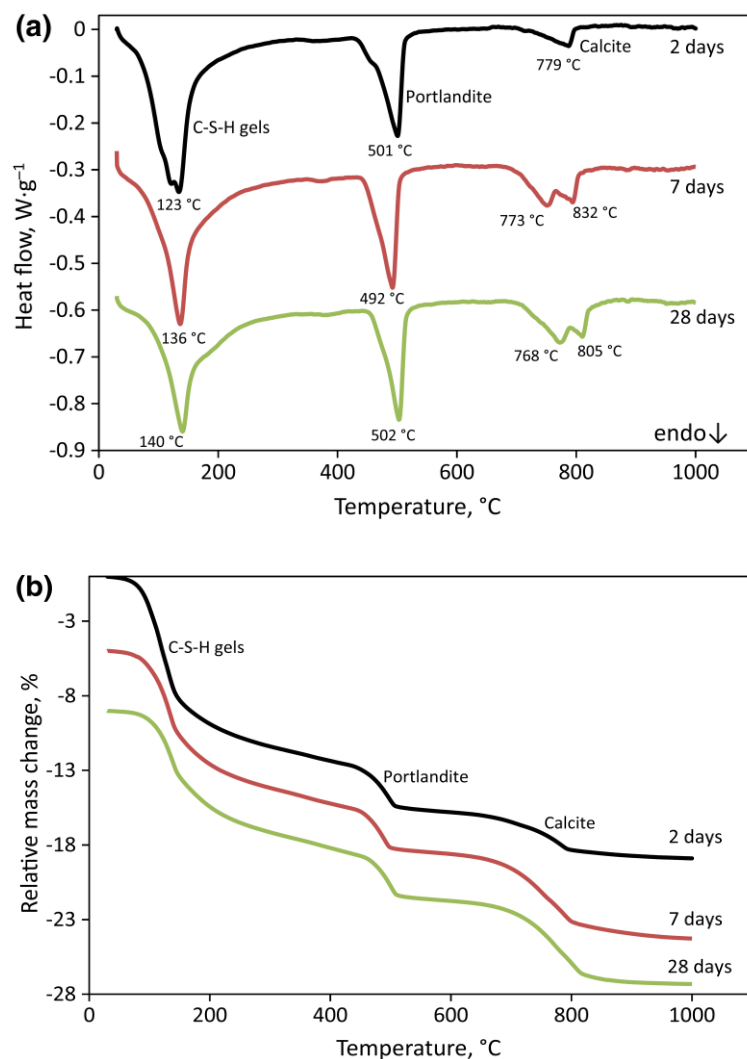 (a)
0
-0.1
-0.2
-0.3
-0.4
-0.5
-0.6
-0.7
-0.8
-0.9
Heat flow, W·g⁻¹
C-S-H gels
Portlandite
Calcite
2 days
123 °C
501 °C
779 °C
7 days
136 °C
492 °C
773 °C
832 °C
28 days
140 °C
502 °C
768 °C
805 °C
endo↓
0 200 400 600 800 1000
Temperature, °C
(b)
-3
-8
-13
-18
-23
-28
Relative mass change, %
C-S-H gels
Portlandite
Calcite
2 days
7 days
28 days
0 200 400 600 800 1000
Temperature, °C